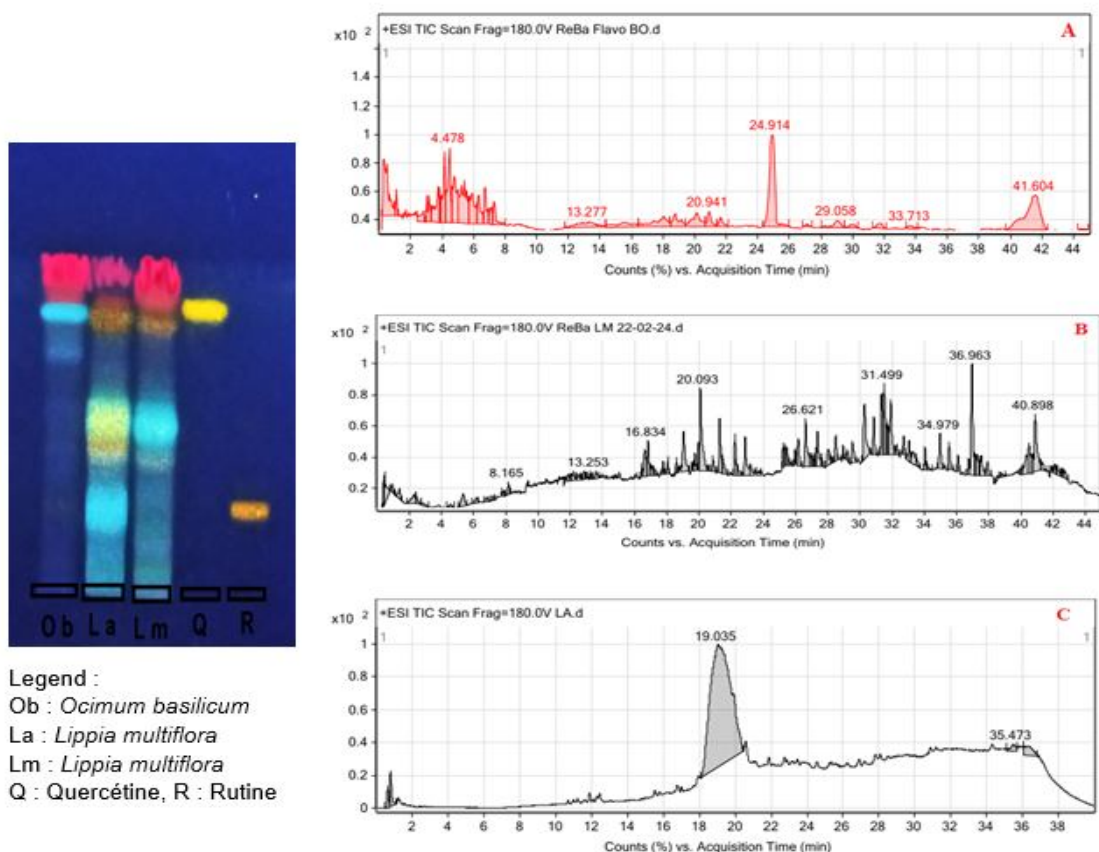 Ob La Lm Q R
Legend :
Ob : Ocimum basilicum
La : Lippia multiflora
Lm : Lippia multiflora
Q : Quercétine, R : Rutine
x10 2
+ESI TIC Scan Frag=180.0V ReBa Flavo BO.d
A
1 1
1.6
1.4
1.2
1
0.8
0.6
0.4
4.478
13.277
20.941
24.914
29.058
33.713
41.604
2 4 6 8 10 12 14 16 18 20 22 24 26 28 30 32 34 36 38 40 42 44
Counts (%) vs. Acquisition Time (min)
x10 2
+ESI TIC Scan Frag=180.0V ReBa LM 22-02-24.d
B
1
1
0.8
0.6
0.4
0.2
8.165
13.253
16.834
20.093
26.621
31.499
34.979
36.963
40.898
2 4 6 8 10 12 14 16 18 20 22 24 26 28 30 32 34 36 38 40 42 44
Counts vs. Acquisition Time (min)
x10 2
+ESI TIC Scan Frag=180.0V LA.d
C
1 1
1
0.8
0.6
0.4
0.2
0
19.035
35.473
2 4 6 8 10 12 14 16 18 20 22 24 26 28 30 32 34 36 38
Counts (%) vs. Acquisition Time (min)